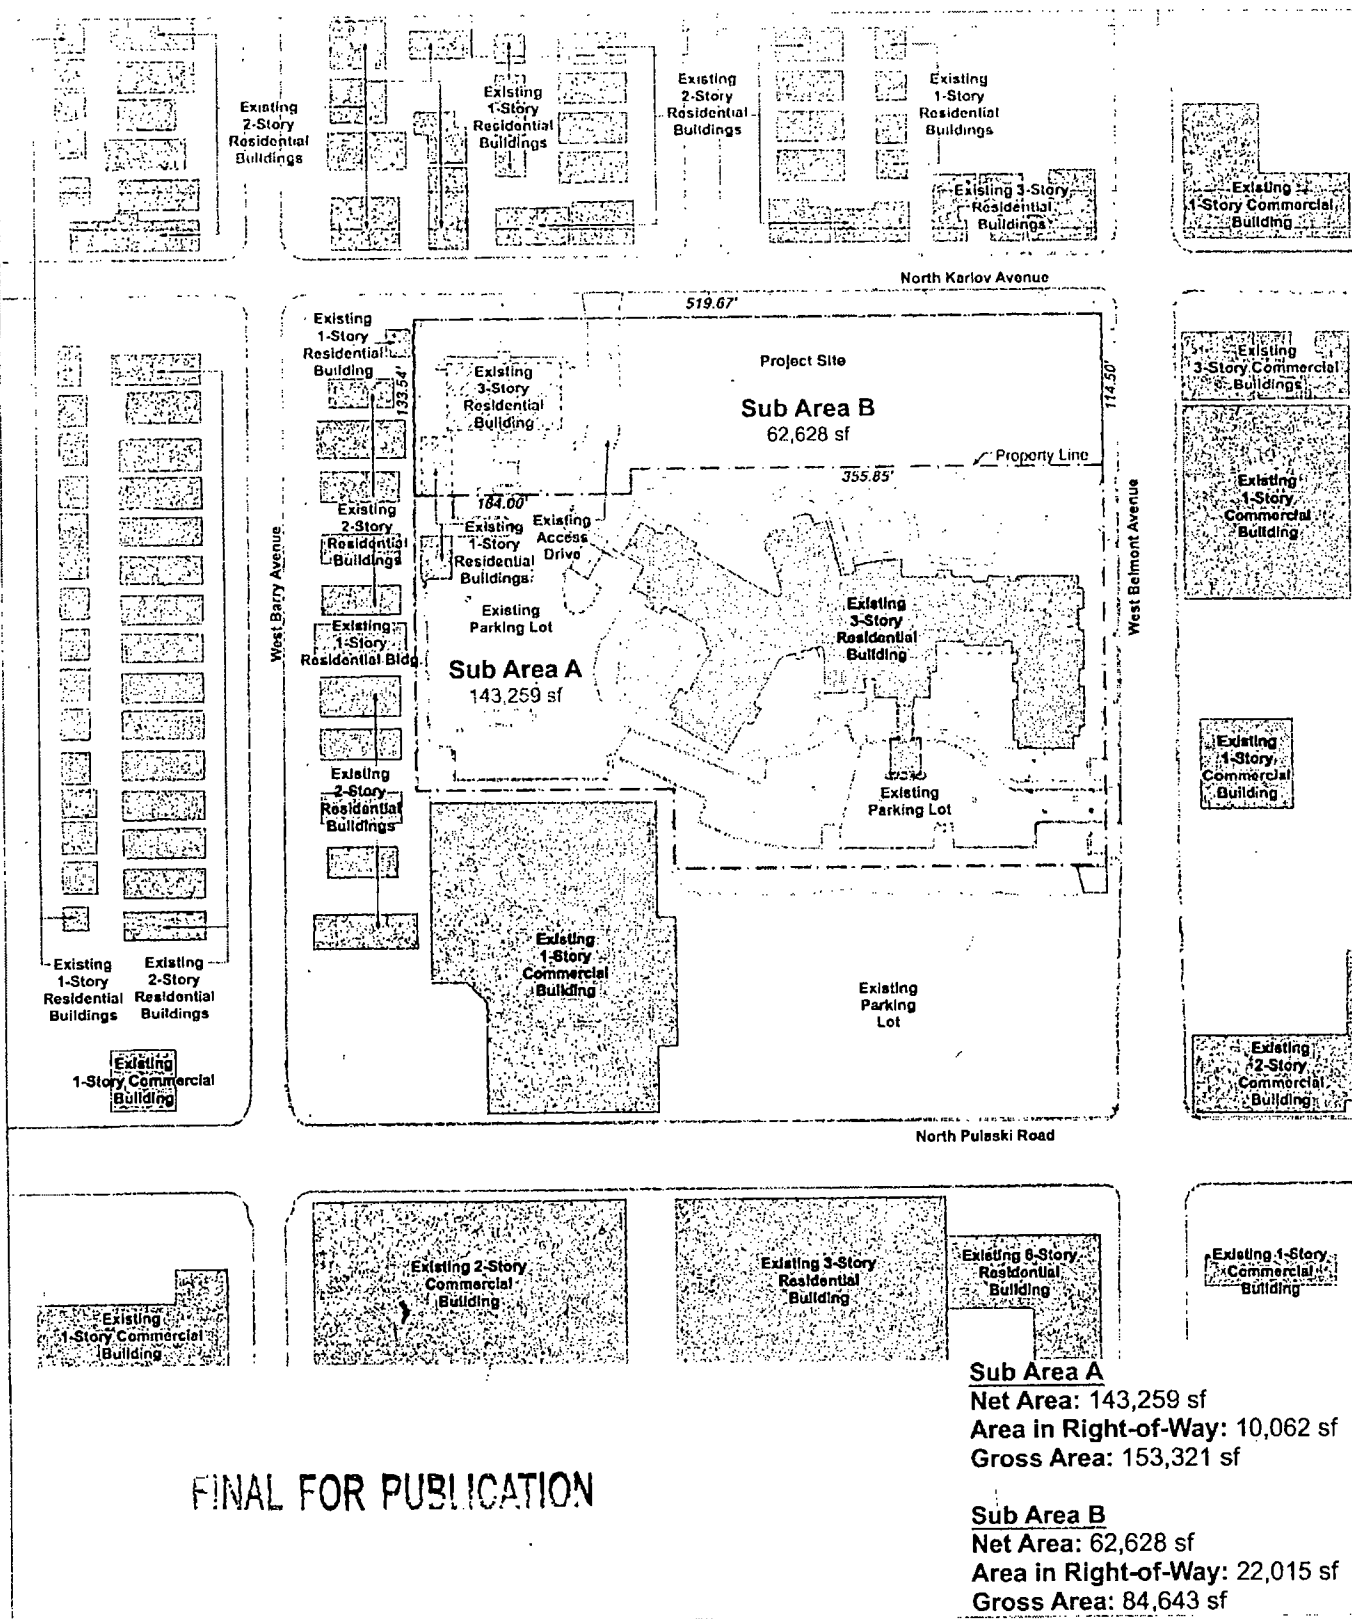 Existing
2-Story
Residential
Buildings
Existing
1-Story
Residential
Buildings
Existing
2-Story
Residential
Buildings
Existing
1-Story
Residential
Buildings
Existing 3-Story
Residential
Buildings
Existing
1-Story Commercial
Building
North Karlov Avenue
519.67'
Existing
1-Story
Residential
Building
133.54'
Existing
3-Story
Residential
Building
Project Site
Sub Area B
62,628 sf
114.50'
Existing
3-Story Commercial
Buildings
Property Line
355.85'
184.00'
Existing
2-Story
Residential
Buildings
Existing
1-Story
Residential
Buildings
Existing
Access
Drive
Existing
1-Story
Commercial
Building
West Barry Avenue
West Belmont Avenue
Existing
Parking Lot
Existing
3-Story
Residential
Building
Existing
1-Story
Residential Bldg.
Sub Area A
143,259 sf
Existing
1-Story
Commercial
Building
Existing
2-Story
Residential
Buildings
Existing
Parking Lot
Existing
1-Story
Residential
Buildings
Existing
2-Story
Residential
Buildings
Existing
1-Story
Commercial
Building
Existing
Parking
Lot
Existing
1-Story Commercial
Building
Existing
2-Story
Commercial
Building
North Pulaski Road
Existing 2-Story
Commercial
Building
Existing 3-Story
Residential
Building
Existing 6-Story
Residential
Building
Existing 1-Story
Commercial
Building
Existing
1-Story Commercial
Building
Sub Area A
Net Area: 143,259 sf
Area in Right-of-Way: 10,062 sf
Gross Area: 153,321 sf
FINAL FOR PUBLICATION
Sub Area B
Net Area: 62,628 sf
Area in Right-of-Way: 22,015 sf
Gross Area: 84,643 sf